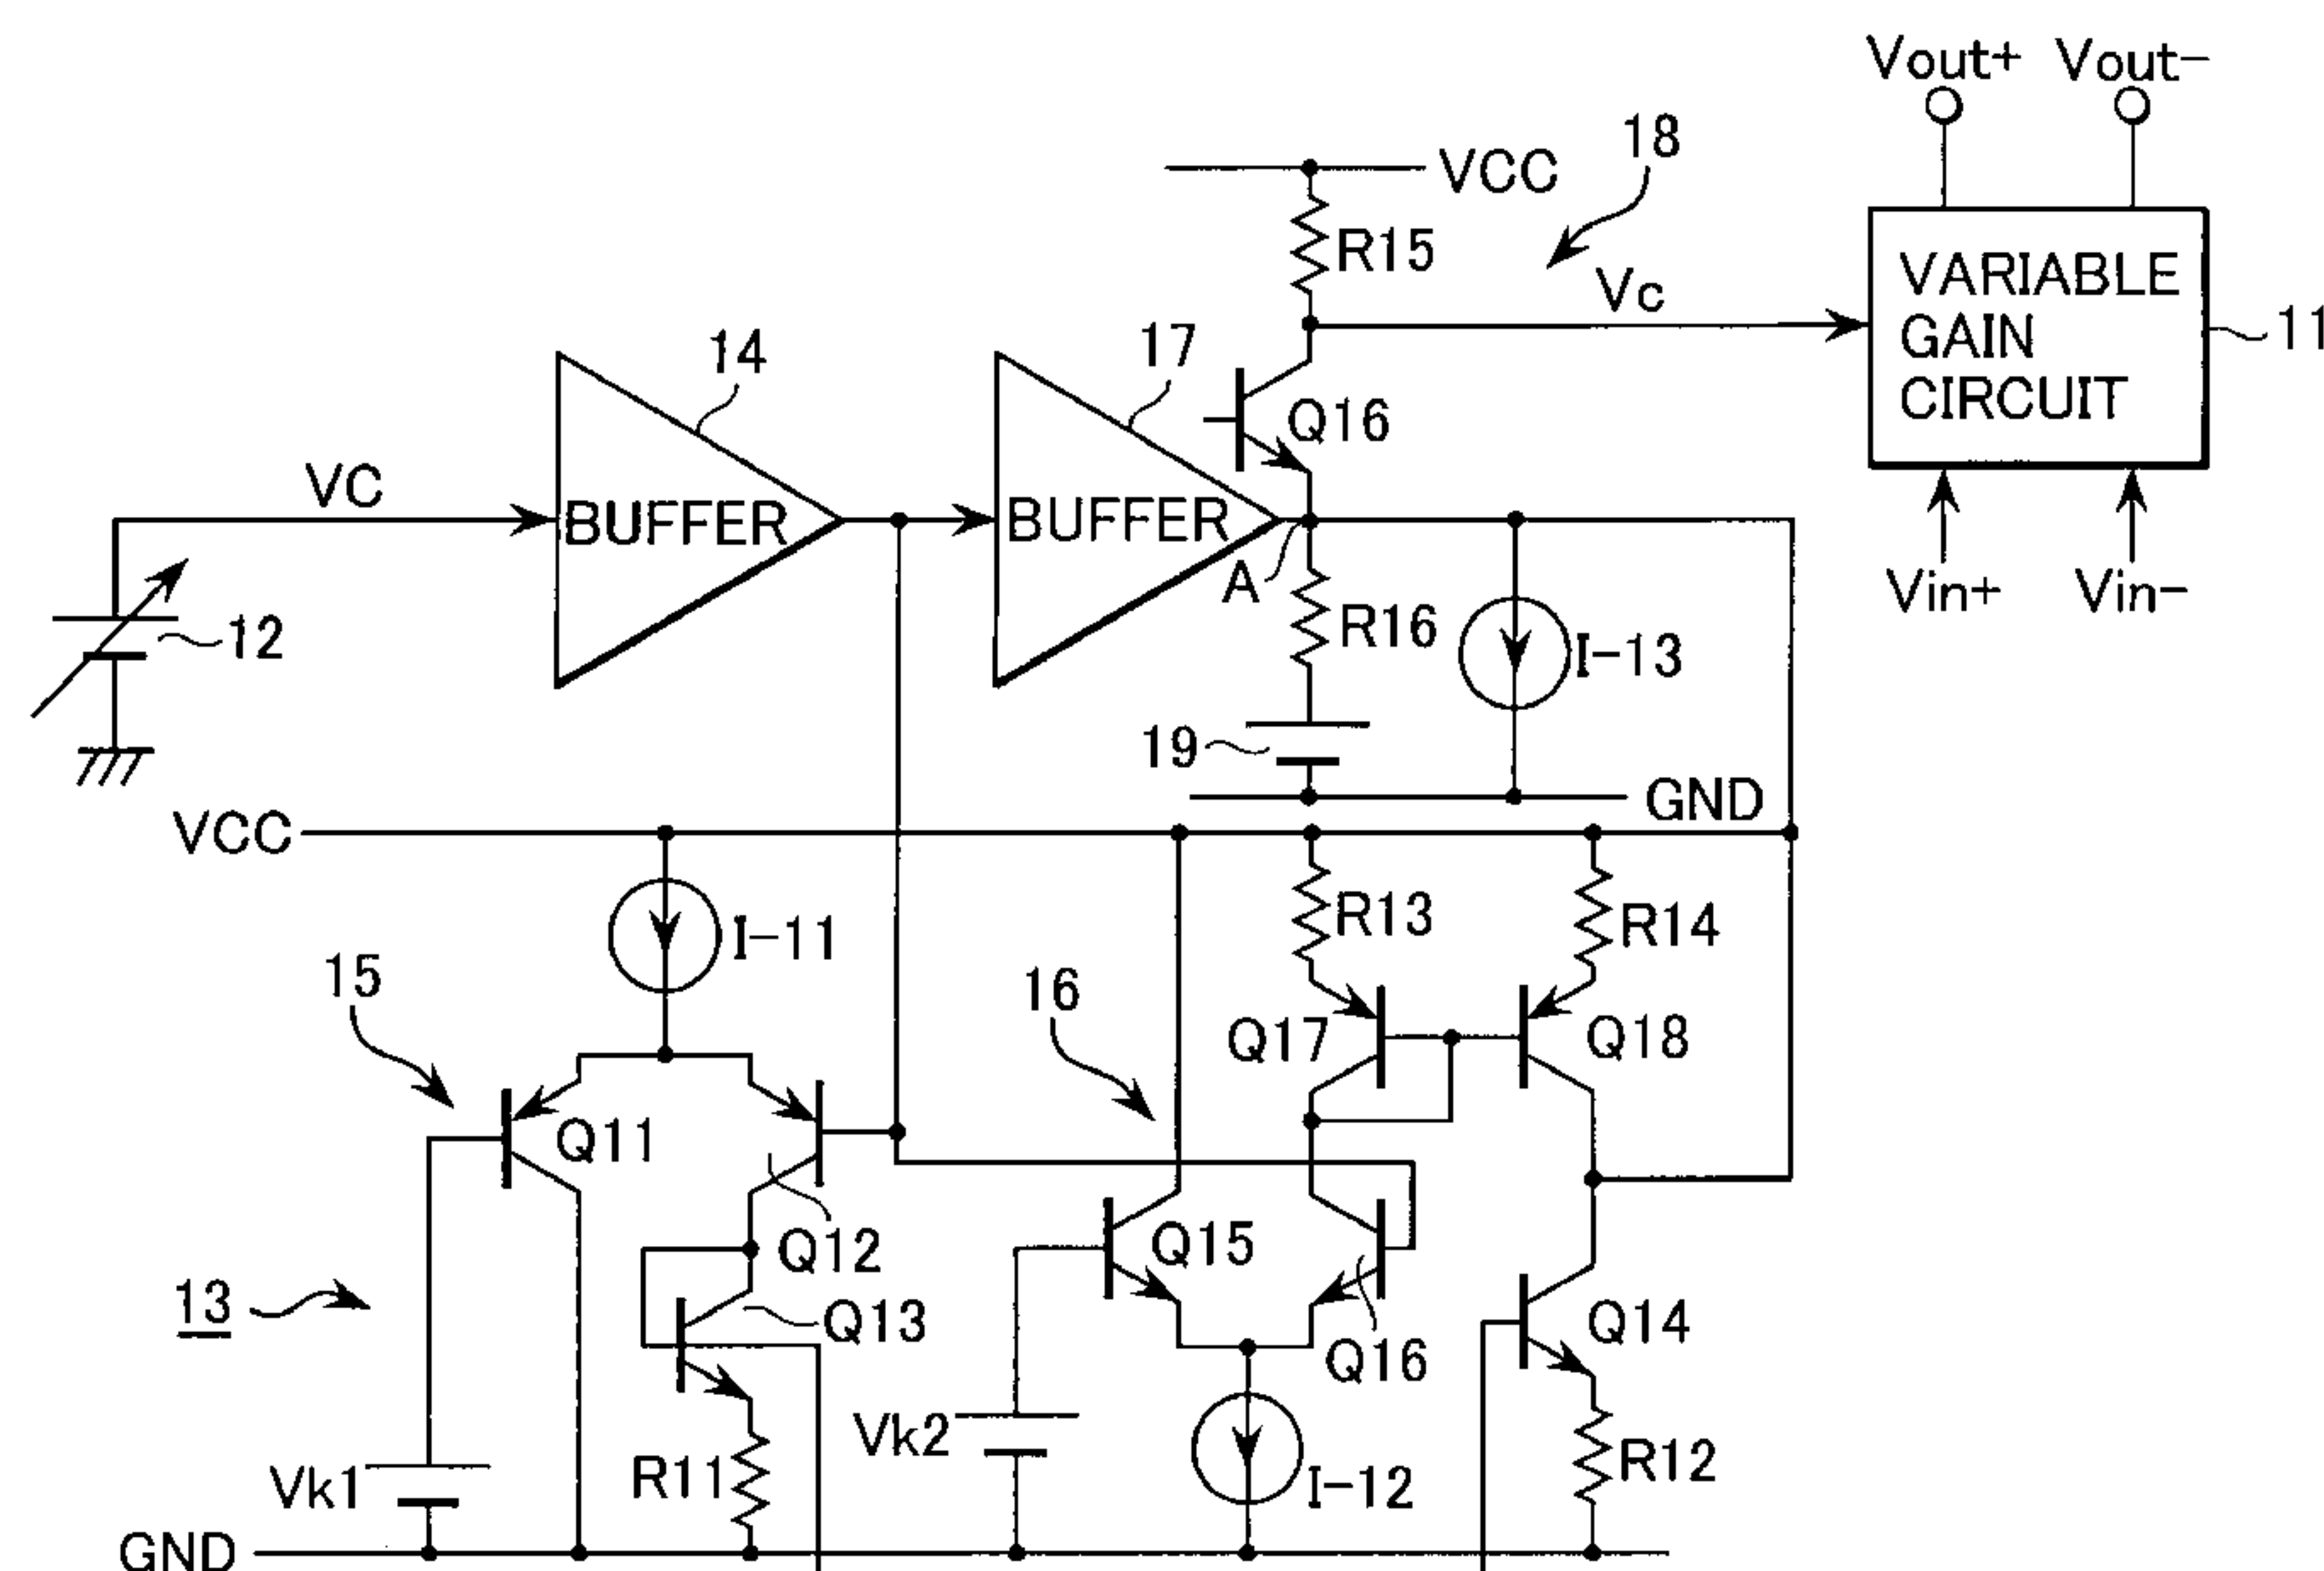 Vout+ Vout-
18
VCC
R15
Vc
VARIABLE
GAIN
CIRCUIT
11
14
17
Q16
VC
BUFFER
BUFFER
A
Vin+ Vin-
12
R16
I-13
19
GND
VCC
R13
R14
I-11
15
16
Q17
Q18
Q11
Q12
Q15
13
Q13
Q14
Q16
Vk2
Vk1
R11
I-12
R12
GND